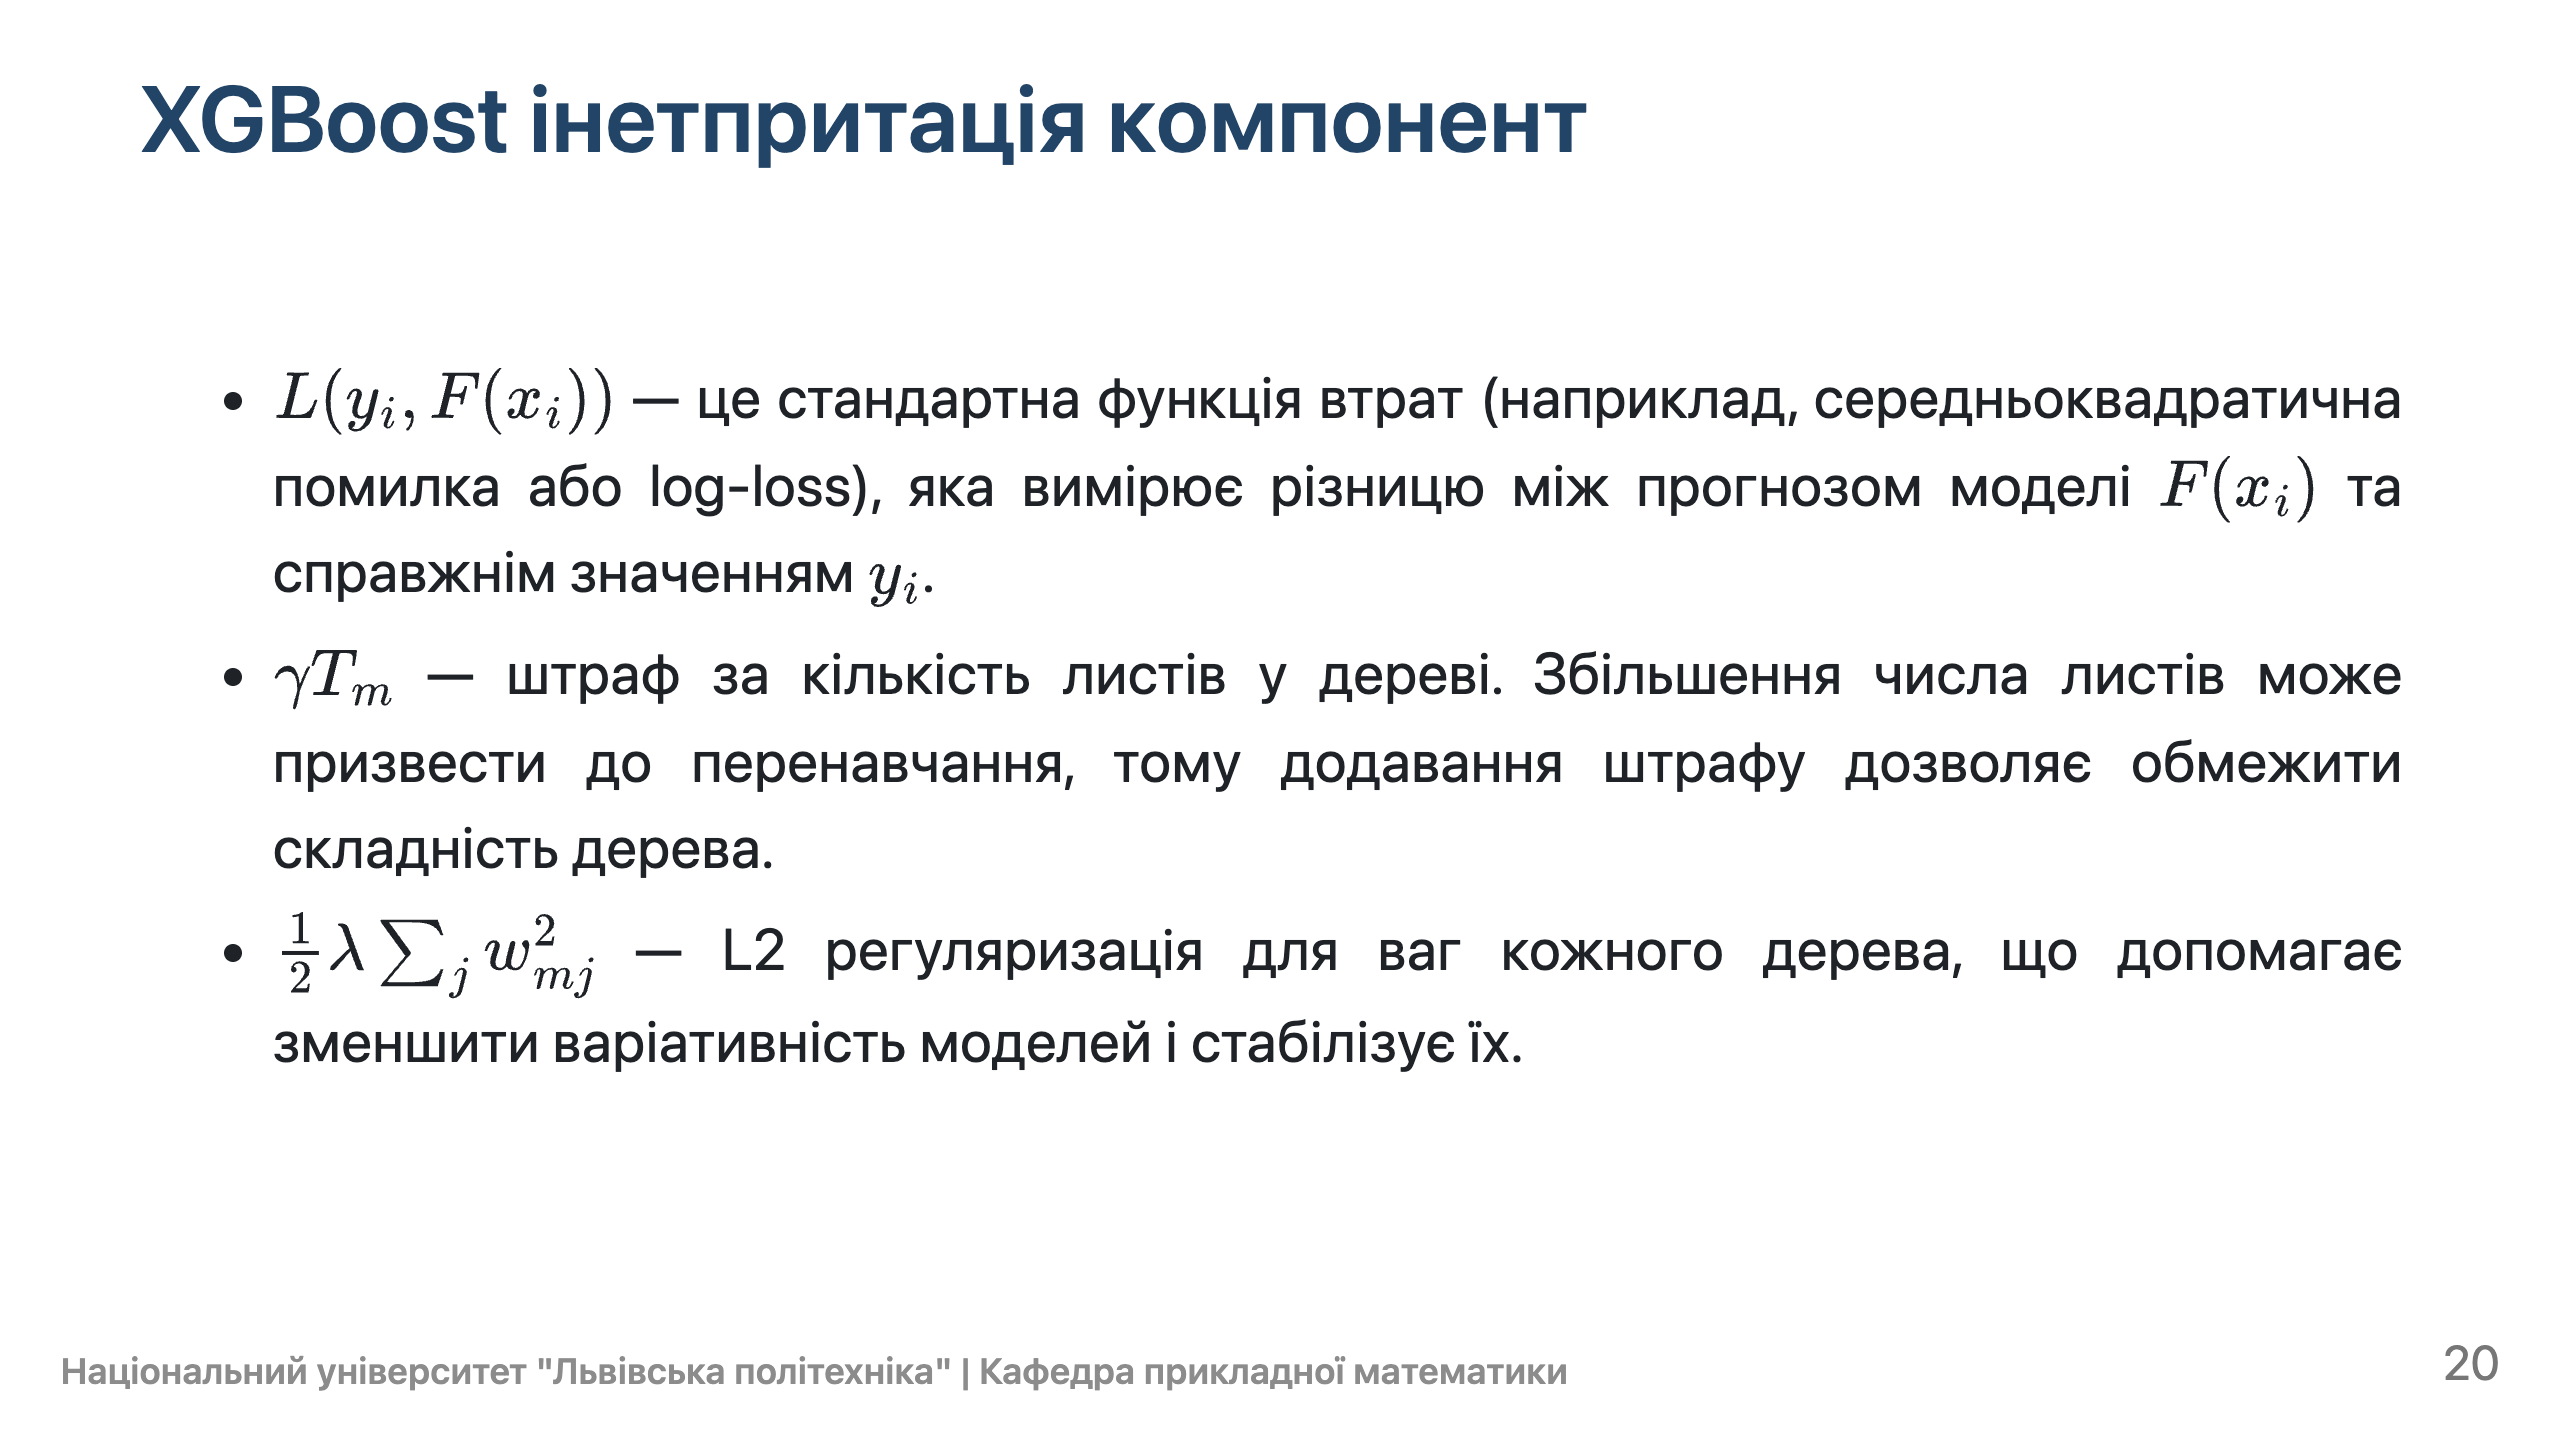 XGBoost інетпритація компонент
• L(yᵢ, F(xᵢ)) — це стандартна функція втрат (наприклад, середньоквадратична
помилка або log-loss), яка вимірює різницю між прогнозом моделі F(xᵢ) та
справжнім значенням yᵢ.
• γTₘ — штраф за кількість листів у дереві. Збільшення числа листів може
призвести до перенавчання, тому додавання штрафу дозволяє обмежити
складність дерева.
• ½λ∑ⱼ w²ₘⱼ — L2 регуляризація для ваг кожного дерева, що допомагає
зменшити варіативність моделей і стабілізує їх.
Національний університет "Львівська політехніка" | Кафедра прикладної математики
20